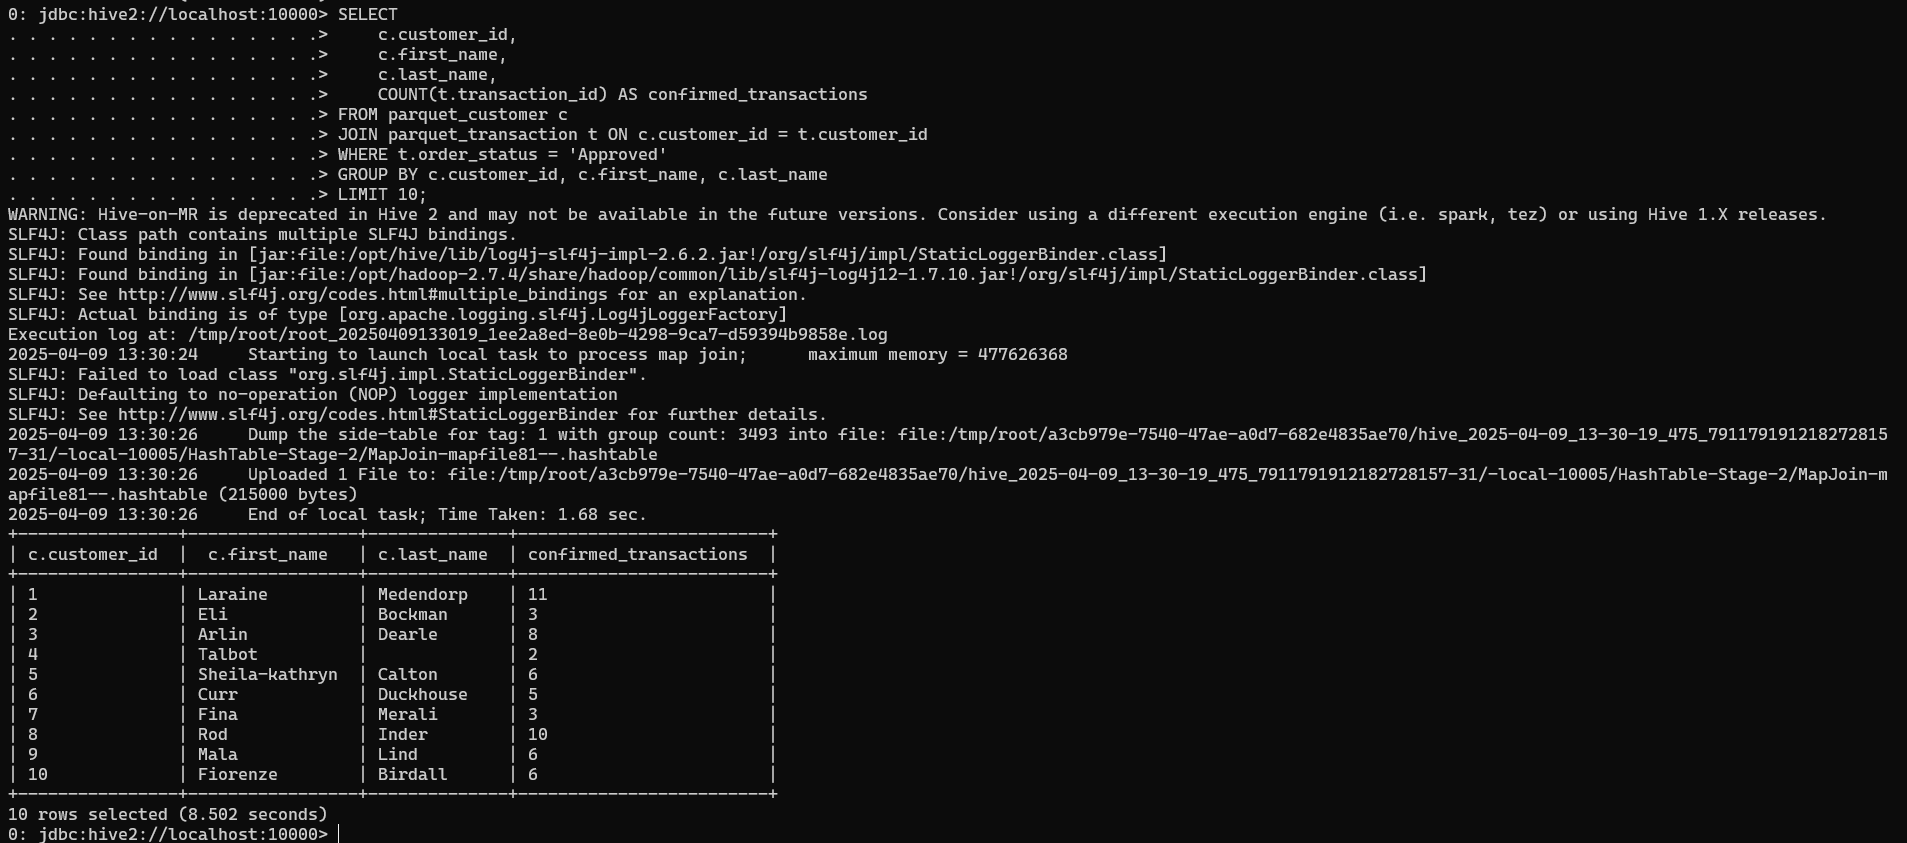 0: jdbc:hive2://localhost:10000> SELECT
. . . . . . . . . . . . . . . .>     c.customer_id,
. . . . . . . . . . . . . . . .>     c.first_name,
. . . . . . . . . . . . . . . .>     c.last_name,
. . . . . . . . . . . . . . . .>     COUNT(t.transaction_id) AS confirmed_transactions
. . . . . . . . . . . . . . . .> FROM parquet_customer c
. . . . . . . . . . . . . . . .> JOIN parquet_transaction t ON c.customer_id = t.customer_id
. . . . . . . . . . . . . . . .> WHERE t.order_status = 'Approved'
. . . . . . . . . . . . . . . .> GROUP BY c.customer_id, c.first_name, c.last_name
. . . . . . . . . . . . . . . .> LIMIT 10;
WARNING: Hive-on-MR is deprecated in Hive 2 and may not be available in the future versions. Consider using a different execution engine (i.e. spark, tez) or using Hive 1.X releases.
SLF4J: Class path contains multiple SLF4J bindings.
SLF4J: Found binding in [jar:file:/opt/hive/lib/log4j-slf4j-impl-2.6.2.jar!/org/slf4j/impl/StaticLoggerBinder.class]
SLF4J: Found binding in [jar:file:/opt/hadoop-2.7.4/share/hadoop/common/lib/slf4j-log4j12-1.7.10.jar!/org/slf4j/impl/StaticLoggerBinder.class]
SLF4J: See http://www.slf4j.org/codes.html#multiple_bindings for an explanation.
SLF4J: Actual binding is of type [org.apache.logging.slf4j.Log4jLoggerFactory]
Execution log at: /tmp/root/root_20250409133019_1ee2a8ed-8e0b-4298-9ca7-d59394b9858e.log
2025-04-09 13:30:24     Starting to launch local task to process map join;      maximum memory = 477626368
SLF4J: Failed to load class "org.slf4j.impl.StaticLoggerBinder".
SLF4J: Defaulting to no-operation (NOP) logger implementation
SLF4J: See http://www.slf4j.org/codes.html#StaticLoggerBinder for further details.
2025-04-09 13:30:26     Dump the side-table for tag: 1 with group count: 3493 into file: file:/tmp/root/a3cb979e-7540-47ae-a0d7-682e4835ae70/hive_2025-04-09_13-30-19_475_791179191218272815
7-31/-local-10005/HashTable-Stage-2/MapJoin-mapfile81--.hashtable
2025-04-09 13:30:26     Uploaded 1 File to: file:/tmp/root/a3cb979e-7540-47ae-a0d7-682e4835ae70/hive_2025-04-09_13-30-19_475_7911791912182728157-31/-local-10005/HashTable-Stage-2/MapJoin-m
apfile81--.hashtable (215000 bytes)
2025-04-09 13:30:26     End of local task; Time Taken: 1.68 sec.
+----------------+-----------------+--------------+-------------------------+
| c.customer_id  |  c.first_name   | c.last_name  | confirmed_transactions  |
+----------------+-----------------+--------------+-------------------------+
| 1              | Laraine         | Medendorp    | 11                      |
| 2              | Eli             | Bockman      | 3                       |
| 3              | Arlin           | Dearle       | 8                       |
| 4              | Talbot          |              | 2                       |
| 5              | Sheila-kathryn  | Calton       | 6                       |
| 6              | Curr            | Duckhouse    | 5                       |
| 7              | Fina            | Merali       | 3                       |
| 8              | Rod             | Inder        | 10                      |
| 9              | Mala            | Lind         | 6                       |
| 10             | Fiorenze        | Birdall      | 6                       |
+----------------+-----------------+--------------+-------------------------+
10 rows selected (8.502 seconds)
0: jdbc:hive2://localhost:10000>